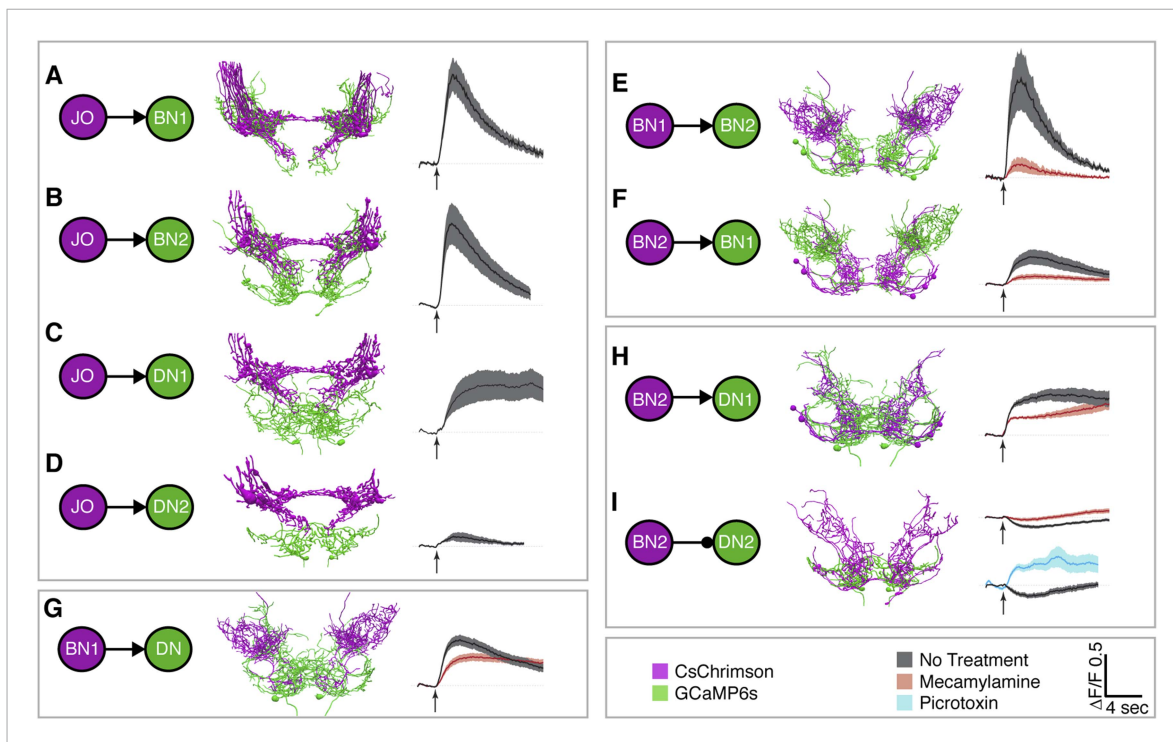 A
JO
BN1
B
JO
BN2
C
JO
DN1
D
JO
DN2
G
BN1
DN
E
BN1
BN2
F
BN2
BN1
H
BN2
DN1
I
BN2
DN2
CsChrimson
GCaMP6s
No Treatment
Mecamylamine
Picrotoxin
ΔF/F 0.5
4 sec